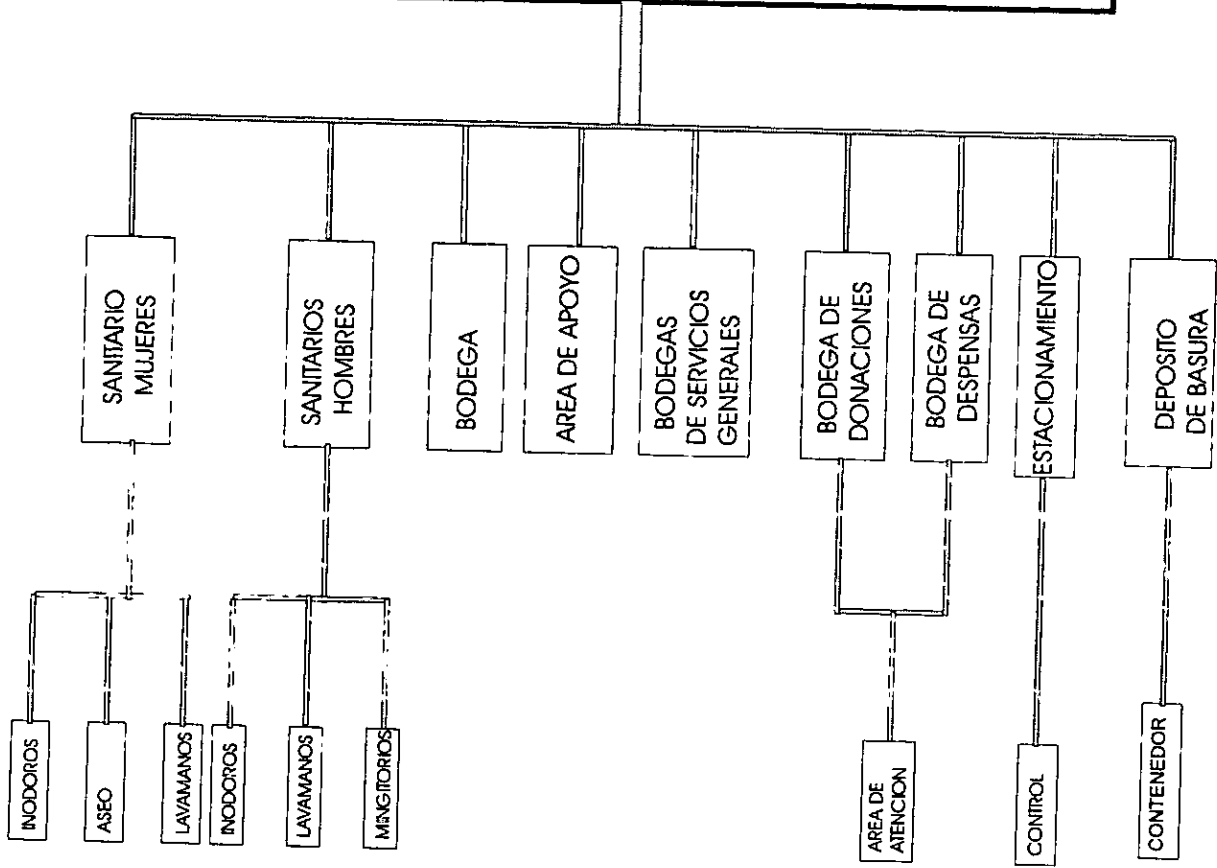 SANITARIO
MUJERES
SANITARIOS
HOMBRES
BODEGA
AREA DE APOYO
BODEGAS
DE SERVICIOS
GENERALES
BODEGA DE
DONACIONES
BODEGA DE
DESPENSAS
ESTACIONAMIENTO
DEPOSITO
DE BASURA
INODOROS
ASEO
LAVAMANOS
INODOROS
LAVAMANOS
MINGITORIOS
AREA DE
ATENCION
CONTROL
CONTENEDOR